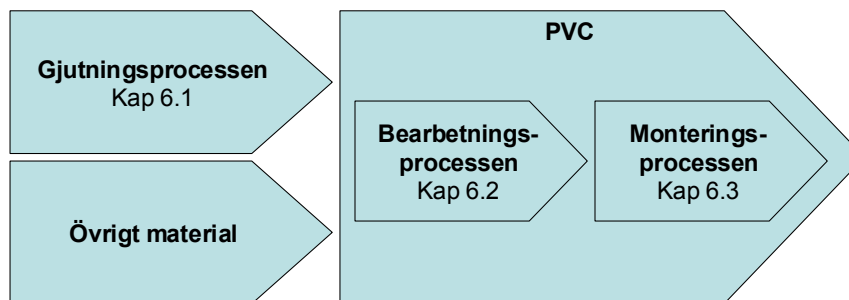 Gjutningsprocessen
Kap 6.1
Övrigt material
PVC
Bearbetnings-
processen
Kap 6.2
Monterings-
processen
Kap 6.3